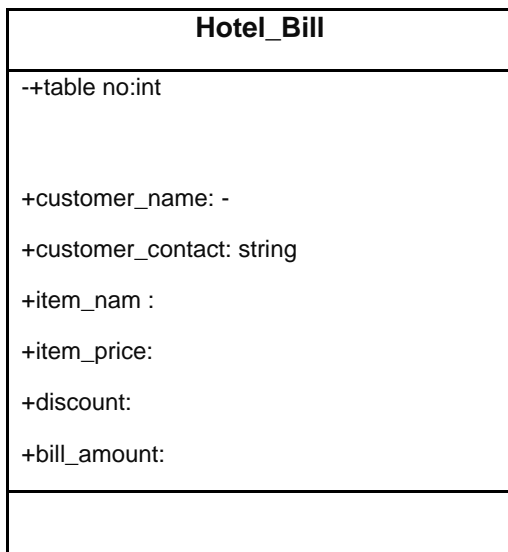 Hotel_Bill
-+table no:int
+customer_name: -
+customer_contact: string
+item_nam :
+item_price:
+discount:
+bill_amount: